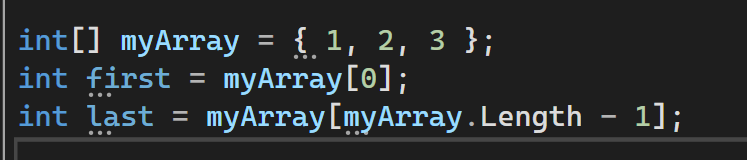 int[] myArray = { 1, 2, 3 };
int first = myArray[0];
int last = myArray[myArray.Length - 1];